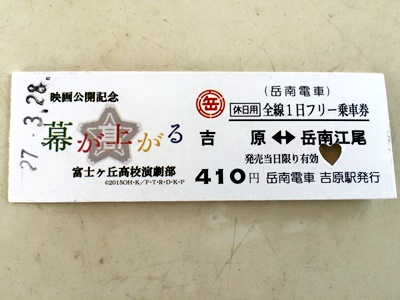 27.-3.28.
映画公開記念
幕が上がる
富士ヶ丘高校演劇部
©2015OH・K/F・T・R・D・K・P
岳
(岳南電車)
休日用 全線1日フリー乗車券
吉原 ↔ 岳南江尾
発売当日限り有効
410円 岳南電車 吉原駅発行